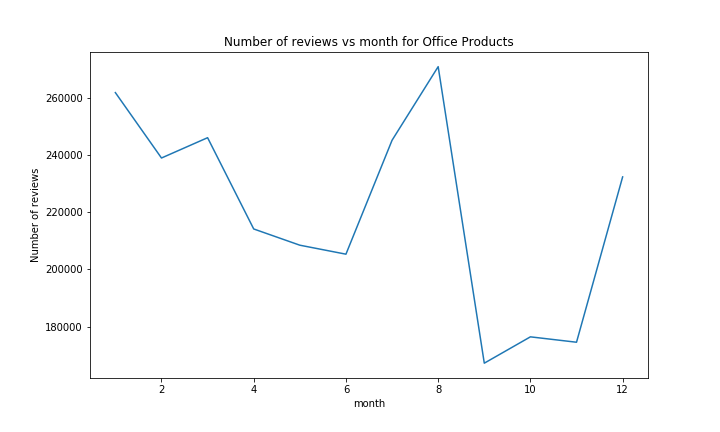 Number of reviews vs month for Office Products
260000
240000
220000
200000
180000
Number of reviews
2 4 6 8 10 12
month